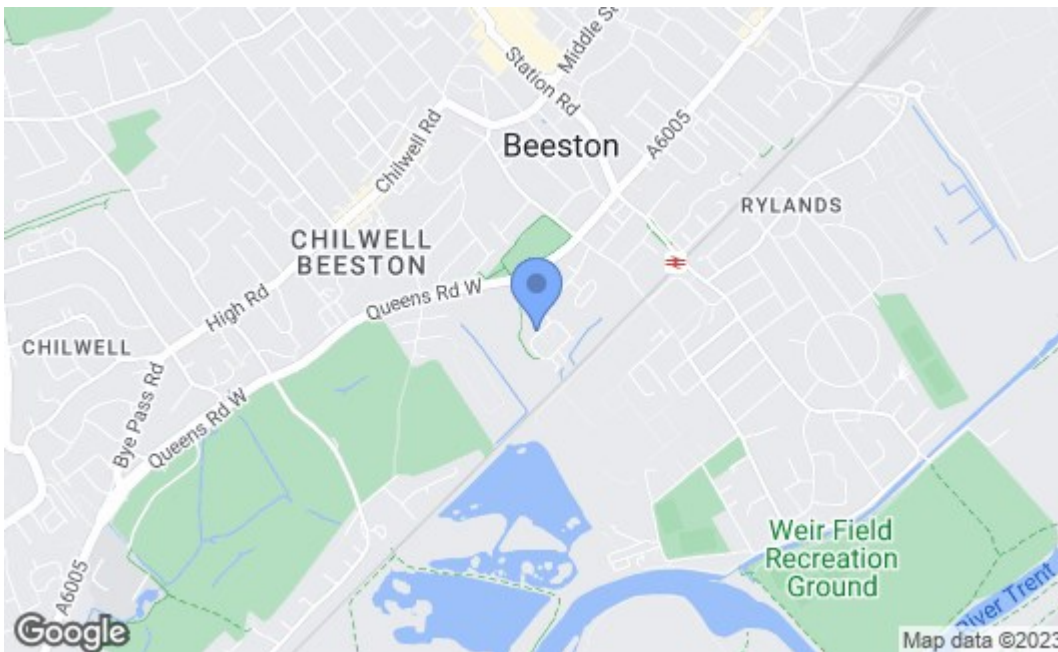 Middle St
Station Rd
Beeston
A6005
Chilwell Rd
RYLANDS
CHILWELL
BEESTON
Queens Rd W
High Rd
CHILWELL
Bye Pass Rd
Queens Rd W
Weir Field
Recreation
Ground
A6005
River Trent
Google
Map data ©2023